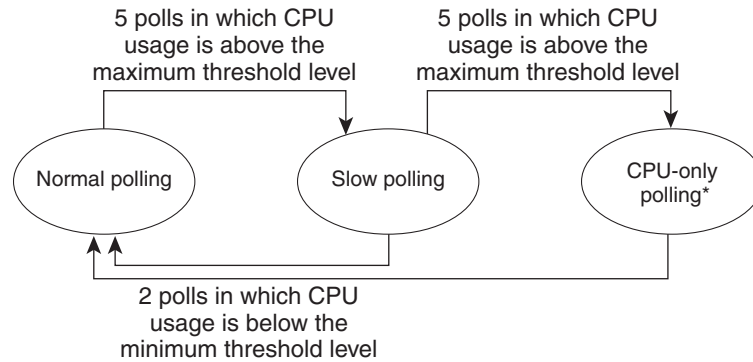 5 polls in which CPU
usage is above the
maximum threshold level
5 polls in which CPU
usage is above the
maximum threshold level
Normal polling
Slow polling
CPU-only
polling*
2 polls in which CPU
usage is below the
minimum threshold level